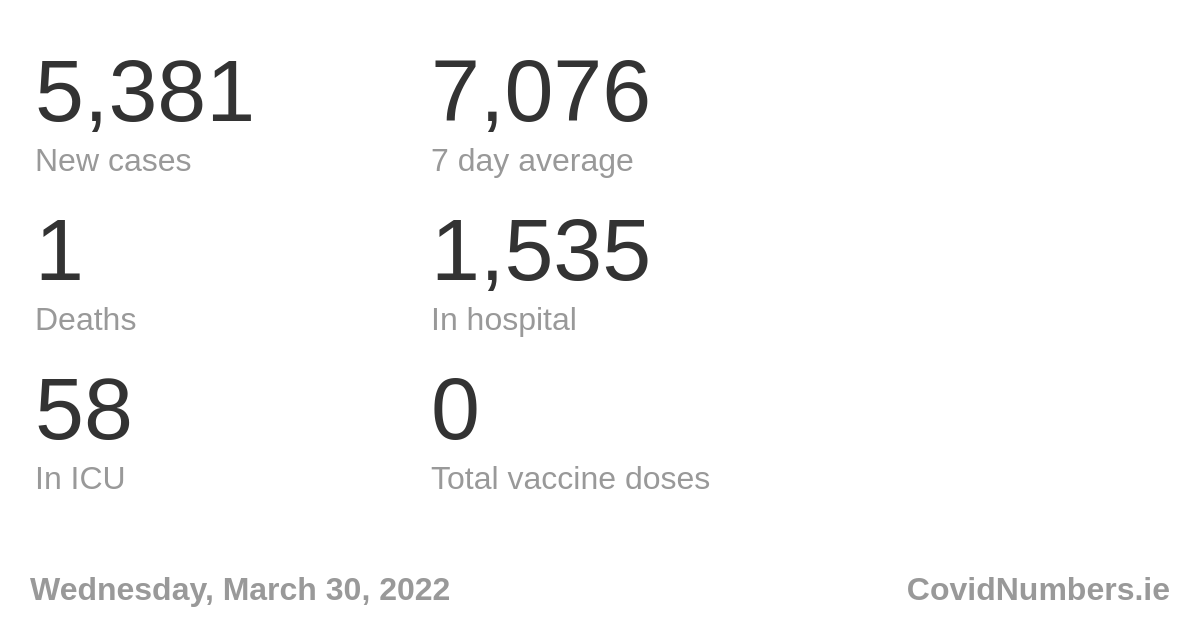 5,381 7,076
New cases 7 day average
1 1,535
Deaths In hospital
58 0
In ICU Total vaccine doses
Wednesday, March 30, 2022 CovidNumbers.ie